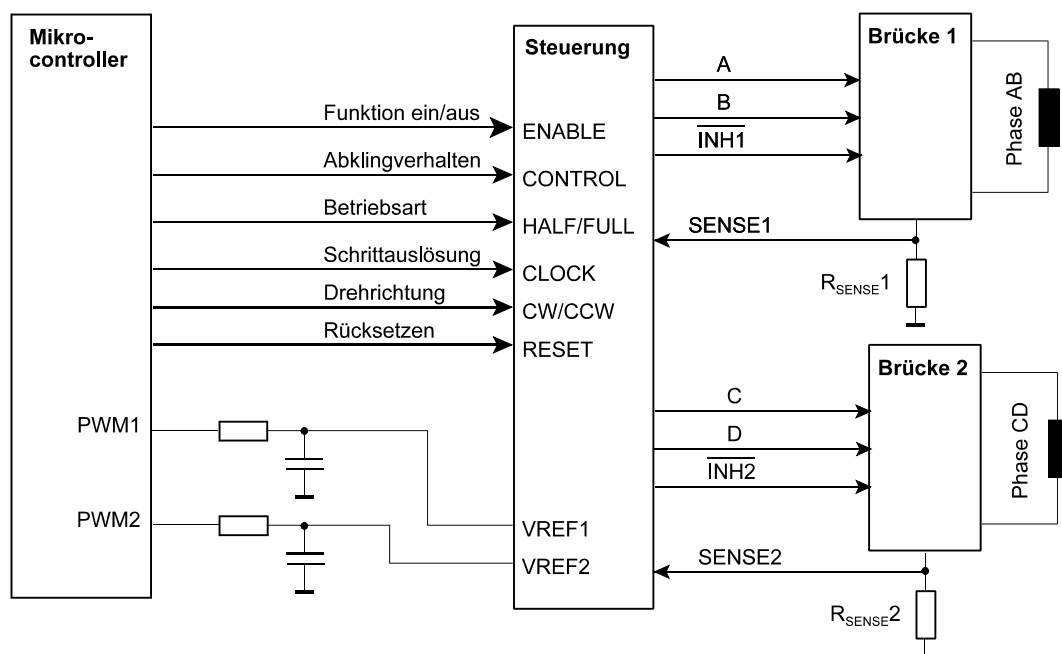 Mikro-
controller
Funktion ein/aus
Abklingverhalten
Betriebsart
Schrittauslösung
Drehrichtung
Rücksetzen
PWM1
PWM2
Steuerung
ENABLE
CONTROL
HALF/FULL
CLOCK
CW/CCW
RESET
VREF1
VREF2
A
B
INH1
SENSE1
Brücke 1
Phase AB
RSENSE1
C
D
INH2
SENSE2
Brücke 2
Phase CD
RSENSE2